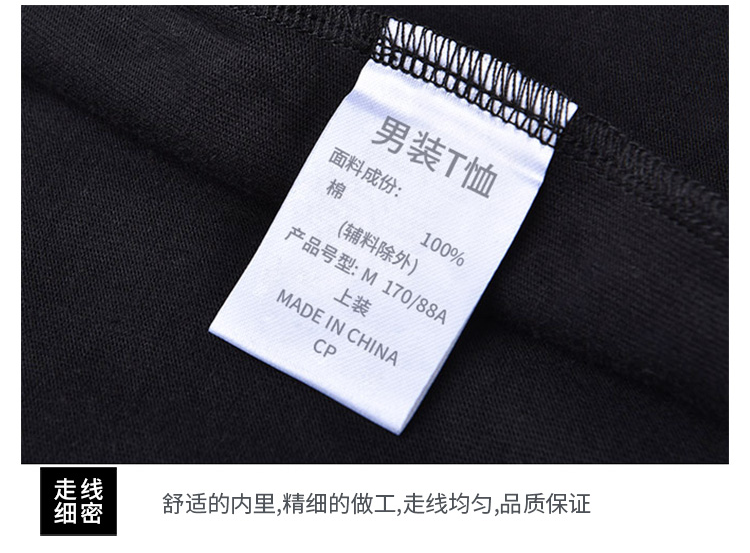 男装T恤
面料成份:
棉 100%
(辅料除外)
产品号型: M 170/88A
上装
MADE IN CHINA
CP
走线
细密
舒适的内里,精细的做工,走线均匀,品质保证